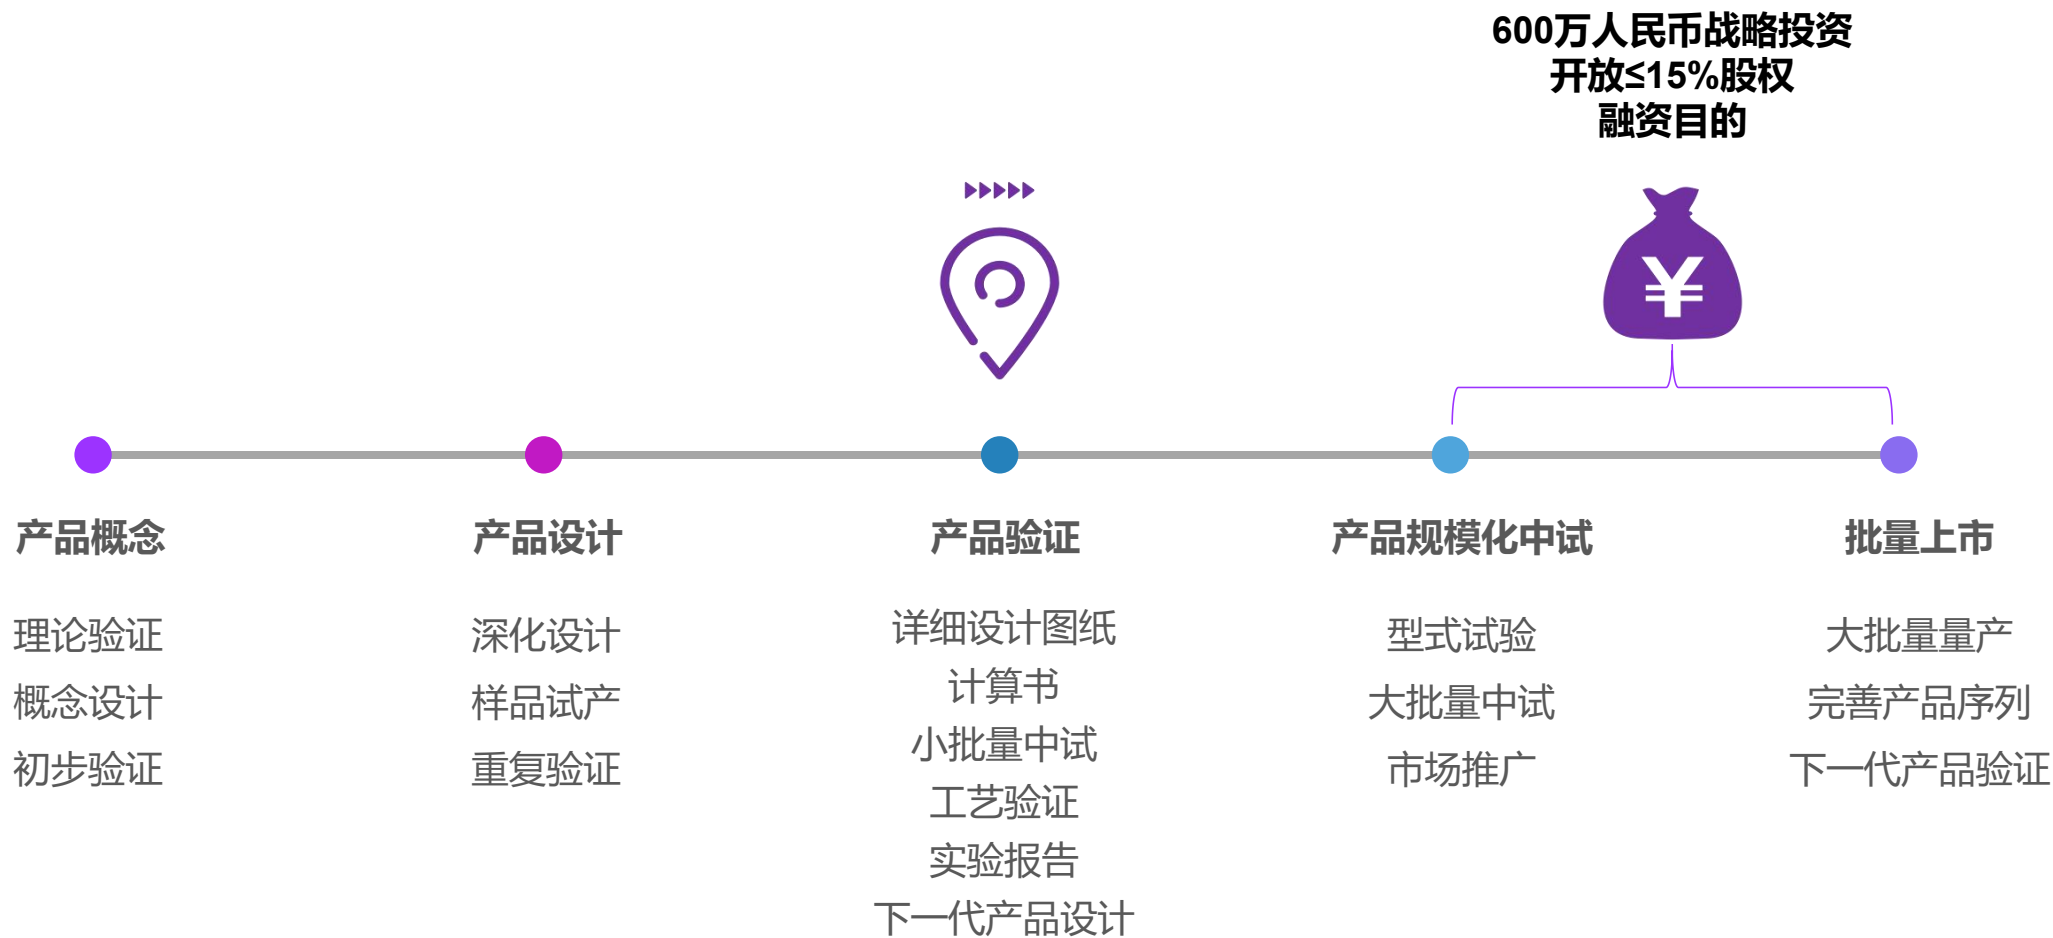 600万人民币战略投资
开放≤15%股权
融资目的
¥
产品概念
理论验证
概念设计
初步验证
产品设计
深化设计
样品试产
重复验证
产品验证
详细设计图纸
计算书
小批量中试
工艺验证
实验报告
下一代产品设计
产品规模化中试
型式试验
大批量中试
市场推广
批量上市
大批量量产
完善产品序列
下一代产品验证